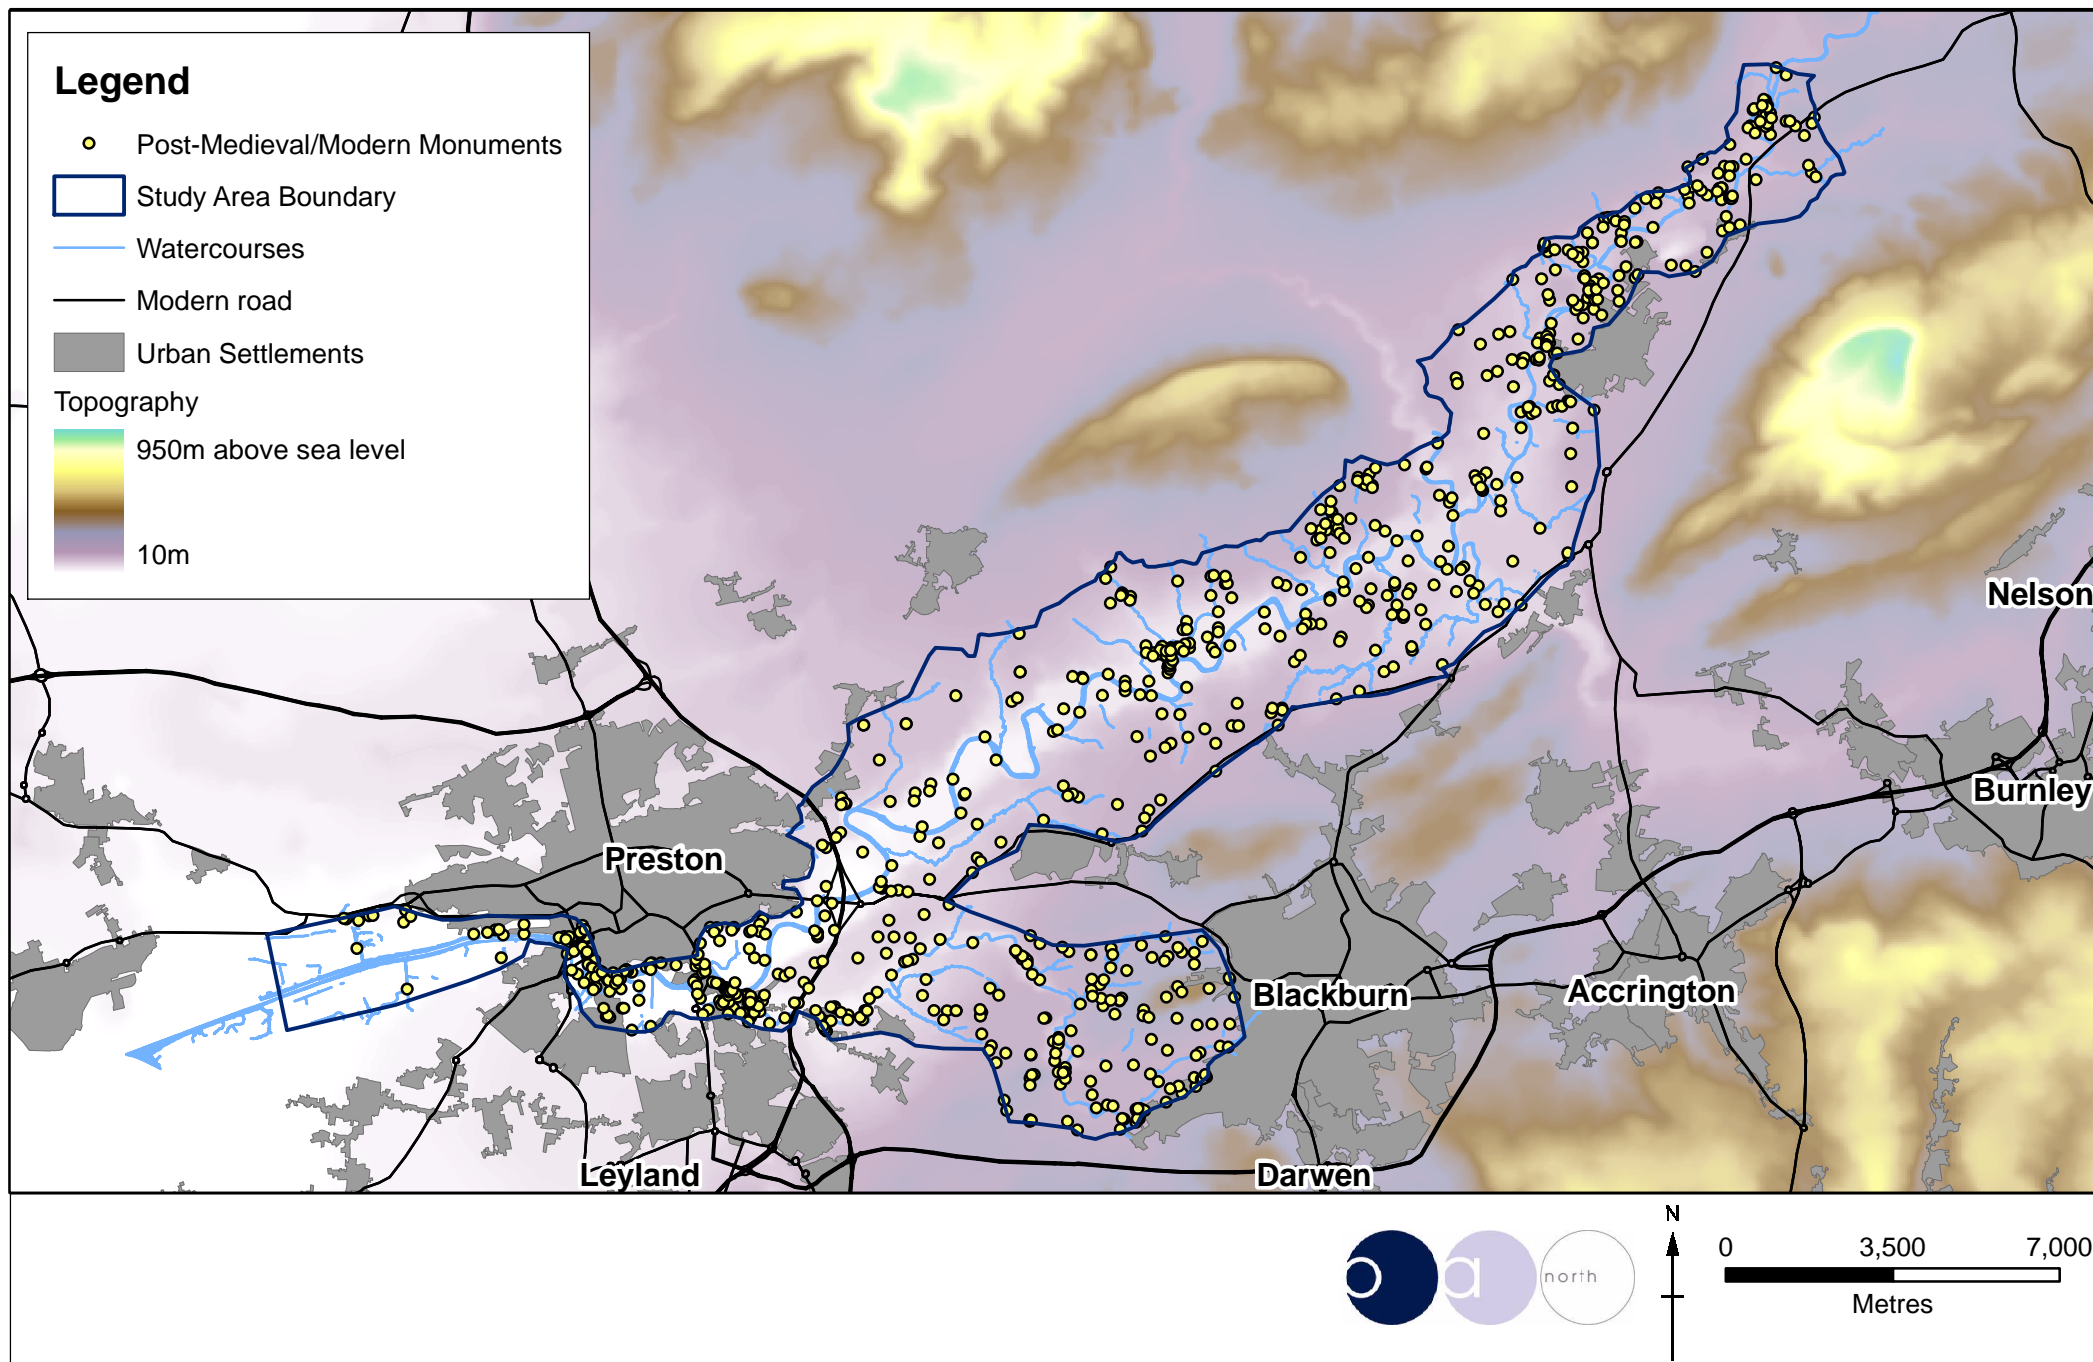 Legend
Post-Medieval/Modern Monuments
Study Area Boundary
Watercourses
Modern road
Urban Settlements
Topography
950m above sea level
10m
Nelson
Burnley
Preston
Blackburn
Accrington
Leyland
Darwen
o a north
N
0 3,500 7,000
Metres